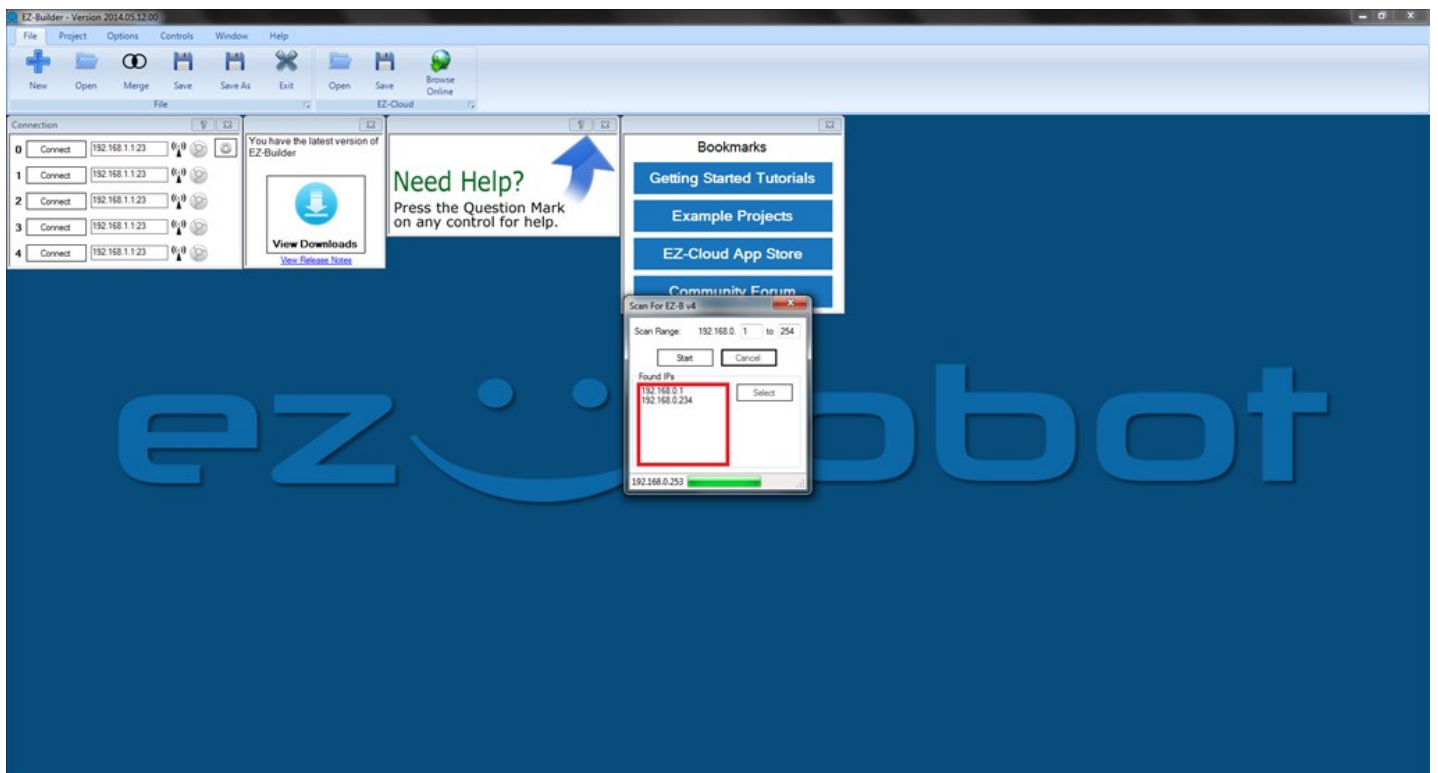 EZ-Builder - Version 2014.05.12.00
File Project Options Controls Window Help
New Open Merge Save Save As Exit Open Save Browse Online
File EZ-Cloud
Connection
0 Connect 192.168.1.1:23
1 Connect 192.168.1.1:23
2 Connect 192.168.1.1:23
3 Connect 192.168.1.1:23
4 Connect 192.168.1.1:23
You have the latest version of
EZ-Builder
View Downloads
View Release Notes
Need Help?
Press the Question Mark
on any control for help.
Bookmarks
Getting Started Tutorials
Example Projects
EZ-Cloud App Store
Community Forum
Scan For EZ-B v4
Scan Range: 192.168.0. 1 to 254
Start Cancel
Found IPs
192.168.0.1
192.168.0.234
Select
192.168.0.253
ez robot